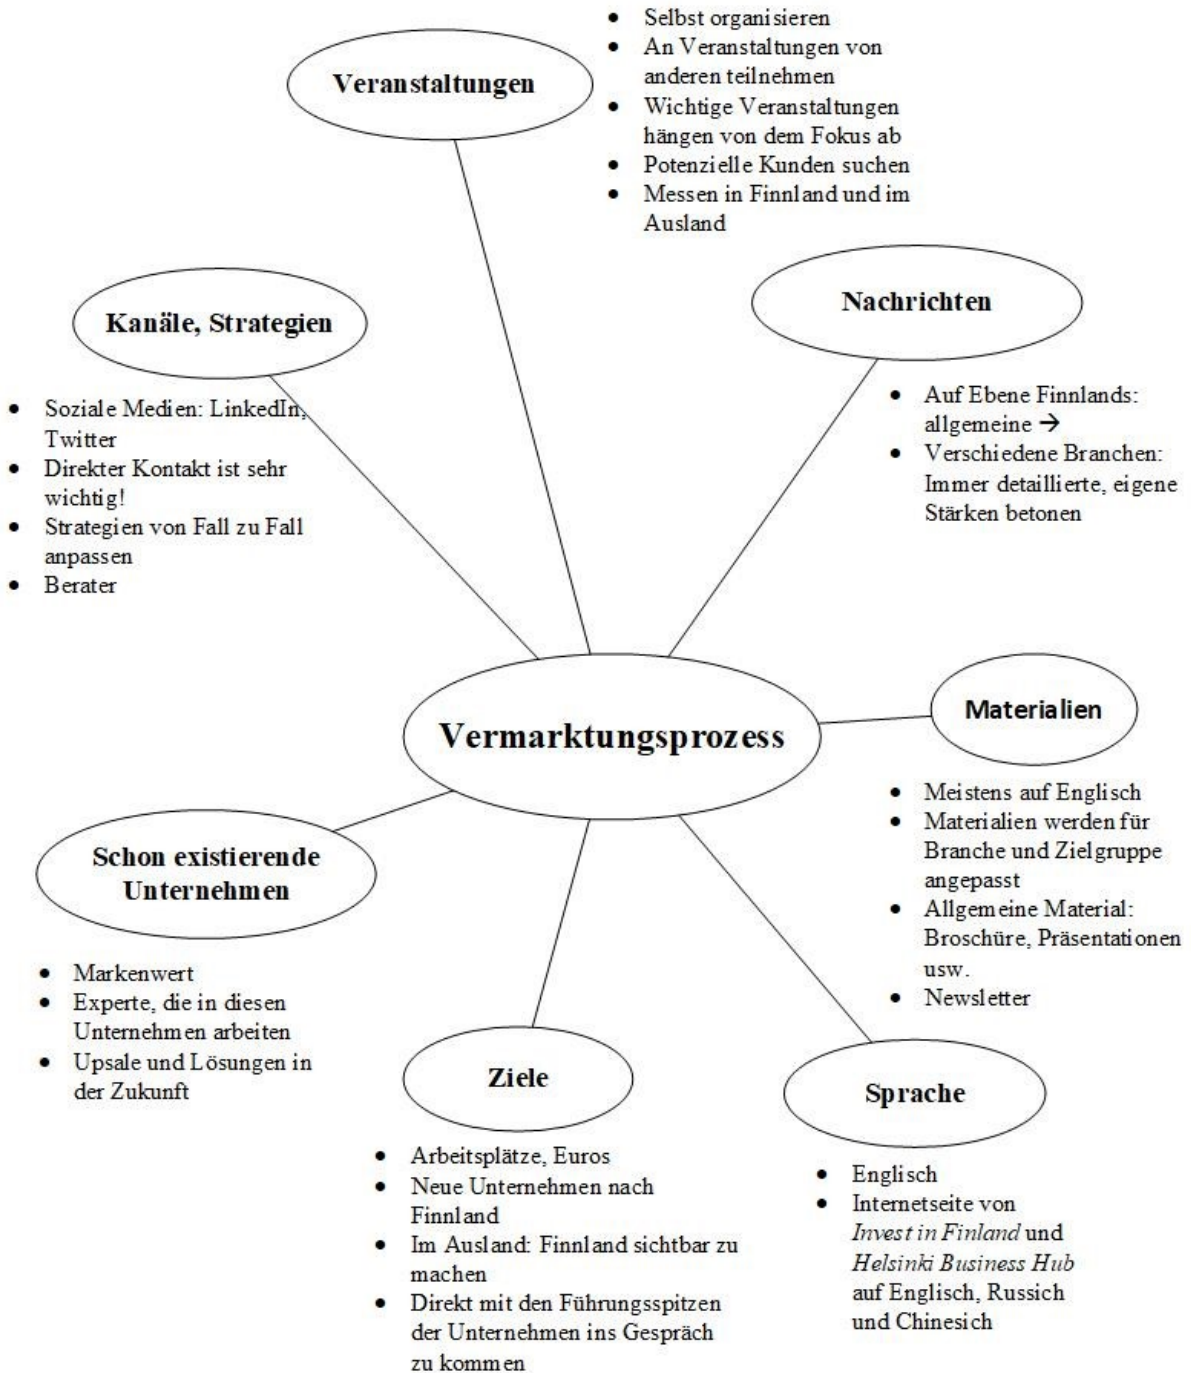 Veranstaltungen
• Selbst organisieren
• An Veranstaltungen von
anderen teilnehmen
• Wichtige Veranstaltungen
hängen von dem Fokus ab
• Potenzielle Kunden suchen
• Messen in Finnland und im
Ausland
Kanäle, Strategien
• Soziale Medien: LinkedIn,
Twitter
• Direkter Kontakt ist sehr
wichtig!
• Strategien von Fall zu Fall
anpassen
• Berater
Nachrichten
• Auf Ebene Finnlands:
allgemeine →
• Verschiedene Branchen:
Immer detaillierte, eigene
Stärken betonen
Vermarktungsprozess
Materialien
• Meistens auf Englisch
• Materialien werden für
Branche und Zielgruppe
angepasst
• Allgemeine Material:
Broschüre, Präsentationen
usw.
• Newsletter
Schon existierende
Unternehmen
• Markenwert
• Experte, die in diesen
Unternehmen arbeiten
• Upsale und Lösungen in
der Zukunft
Ziele
• Arbeitsplätze, Euros
• Neue Unternehmen nach
Finnland
• Im Ausland: Finnland sichtbar zu
machen
• Direkt mit den Führungsspitzen
der Unternehmen ins Gespräch
zu kommen
Sprache
• Englisch
• Internetseite von
Invest in Finland und
Helsinki Business Hub
auf Englisch, Russich
und Chinesich